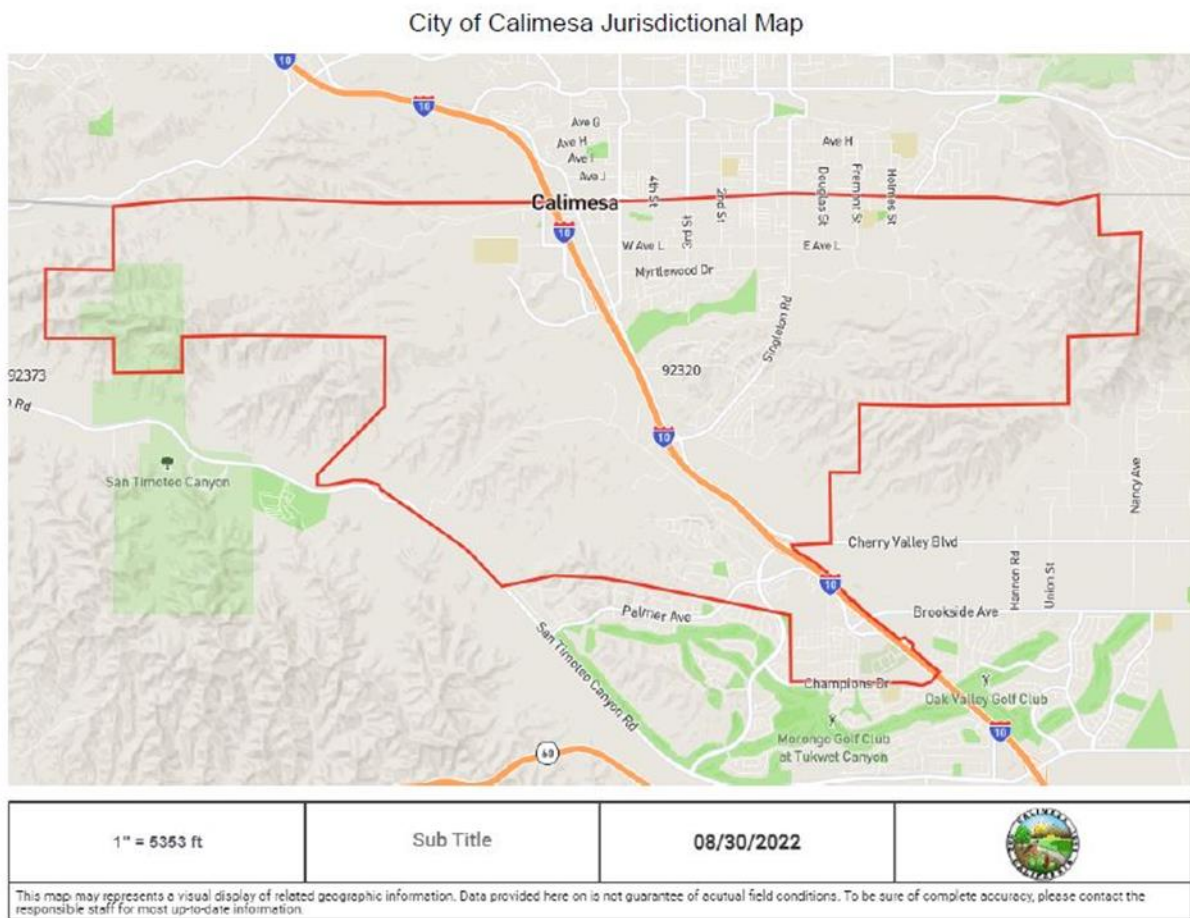 City of Calimesa Jurisdictional Map
10
10
Ave G
Ave H
Ave I
Ave J
Ave H
4th St
3rd St
2nd St
Douglas St
Fremont St
Holmes St
Calimesa
10
W Ave L
E Ave L
Myrtlewood Dr
Singleton Rd
92320
92373
n Rd
10
San Timoteo Canyon
Nancy Ave
Cherry Valley Blvd
Hannon Rd
Union St
10
Palmer Ave
Brookside Ave
San Timoteo Canyon Rd
Champions Dr
Oak Valley Golf Club
10
Morongo Golf Club
at Tukwet Canyon
60
1" = 5353 ft
Sub Title
08/30/2022
CALIMESA
CALIFORNIA
This map may represents a visual display of related geographic information. Data provided here on is not guarantee of acutual field conditions. To be sure of complete accuracy, please contact the
responsible staff for most up-to-date information.